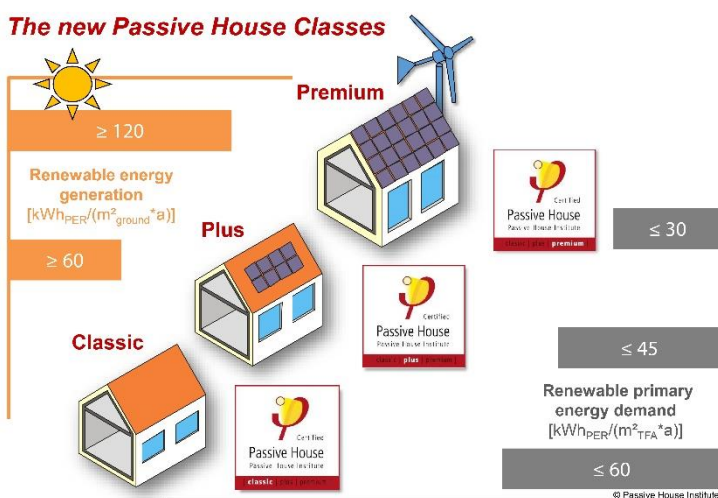 The new Passive House Classes
Premium
≥ 120
Renewable energy
generation
[kWhPER/(m²ground*a)]
≥ 60
Plus
Classic
Certified
Passive House
Passive House Institute
classic | plus | premium
≤ 30
Certified
Passive House
Passive House Institute
classic | plus | premium
≤ 45
Renewable primary
energy demand
[kWhPER/(m²TFA*a)]
≤ 60
Certified
Passive House
Passive House Institute
classic | plus | premium
© Passive House Institute